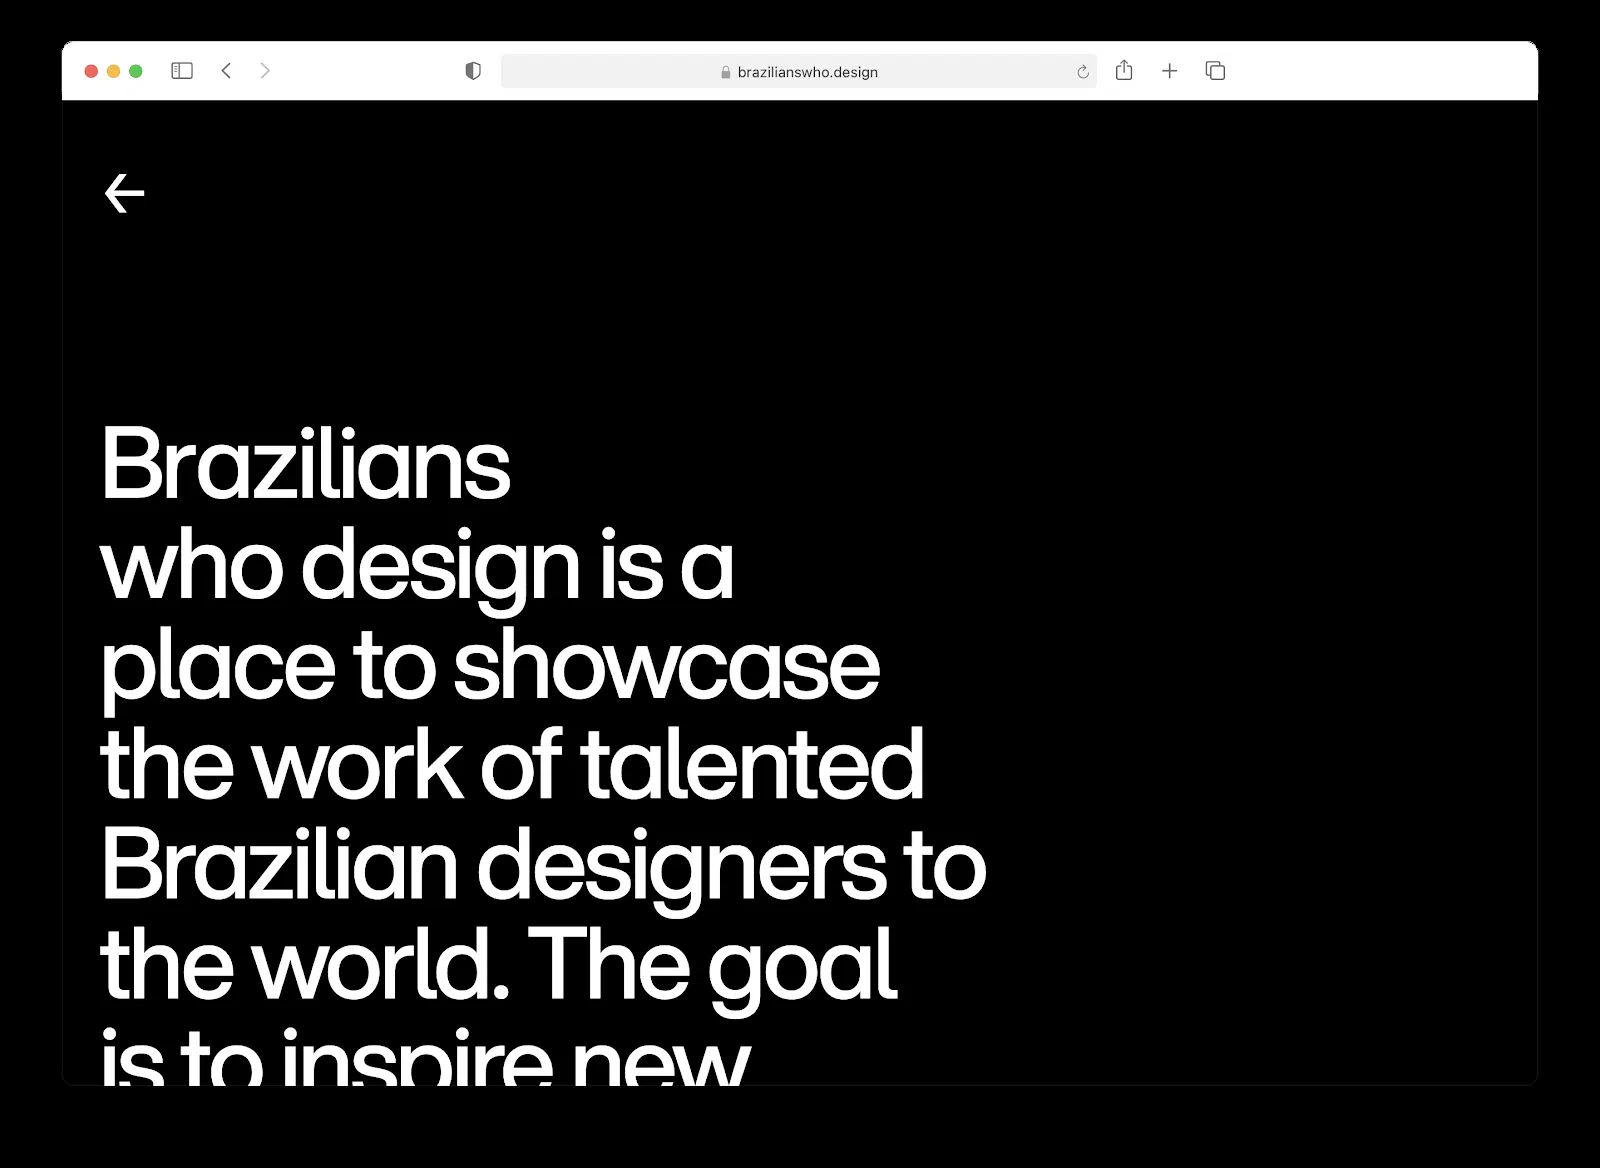 brazilianswho.design
Brazilians
who design is a
place to showcase
the work of talented
Brazilian designers to
the world. The goal
is to inspire new